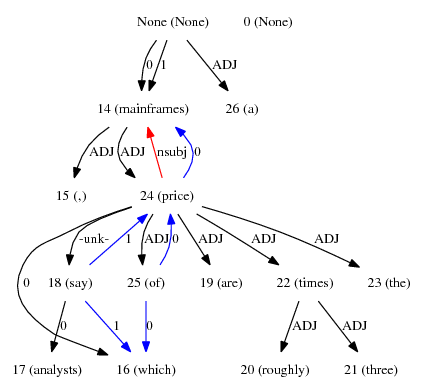 None (None) 0 (None)
0 1 ADJ
14 (mainframes) 26 (a)
ADJ ADJ nsubj 0
15 (,) 24 (price)
0 -unk- 1 ADJ 0 ADJ ADJ ADJ
18 (say) 25 (of) 19 (are) 22 (times) 23 (the)
0 1 0 ADJ ADJ
17 (analysts) 16 (which) 20 (roughly) 21 (three)